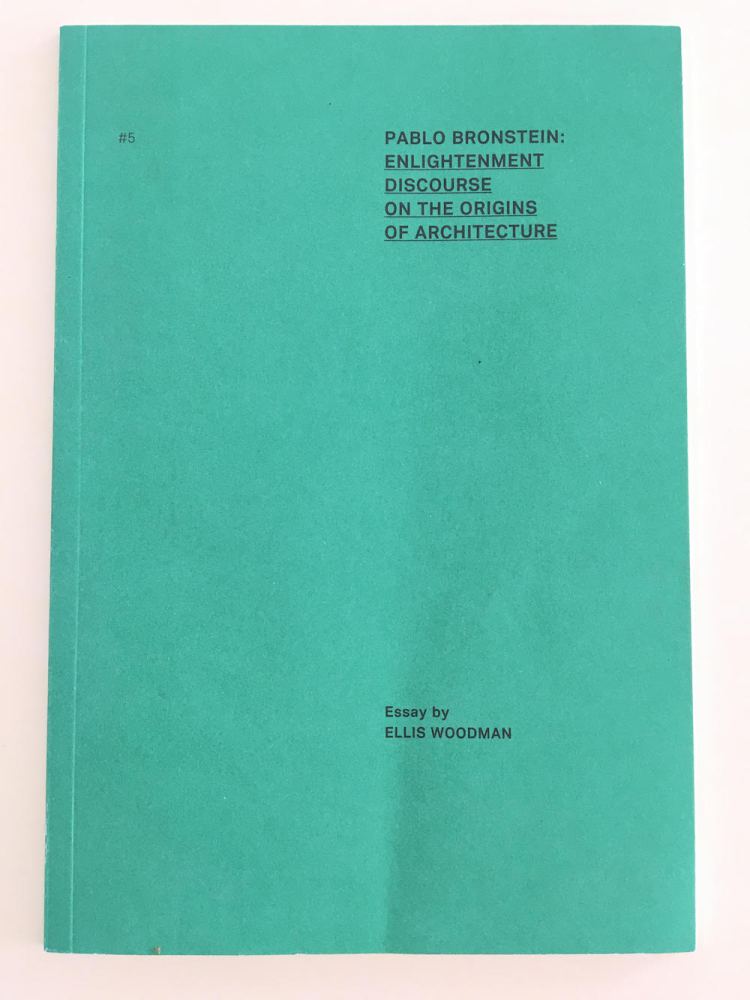 #5
PABLO BRONSTEIN:
ENLIGHTENMENT
DISCOURSE
ON THE ORIGINS
OF ARCHITECTURE
Essay by
ELLIS WOODMAN